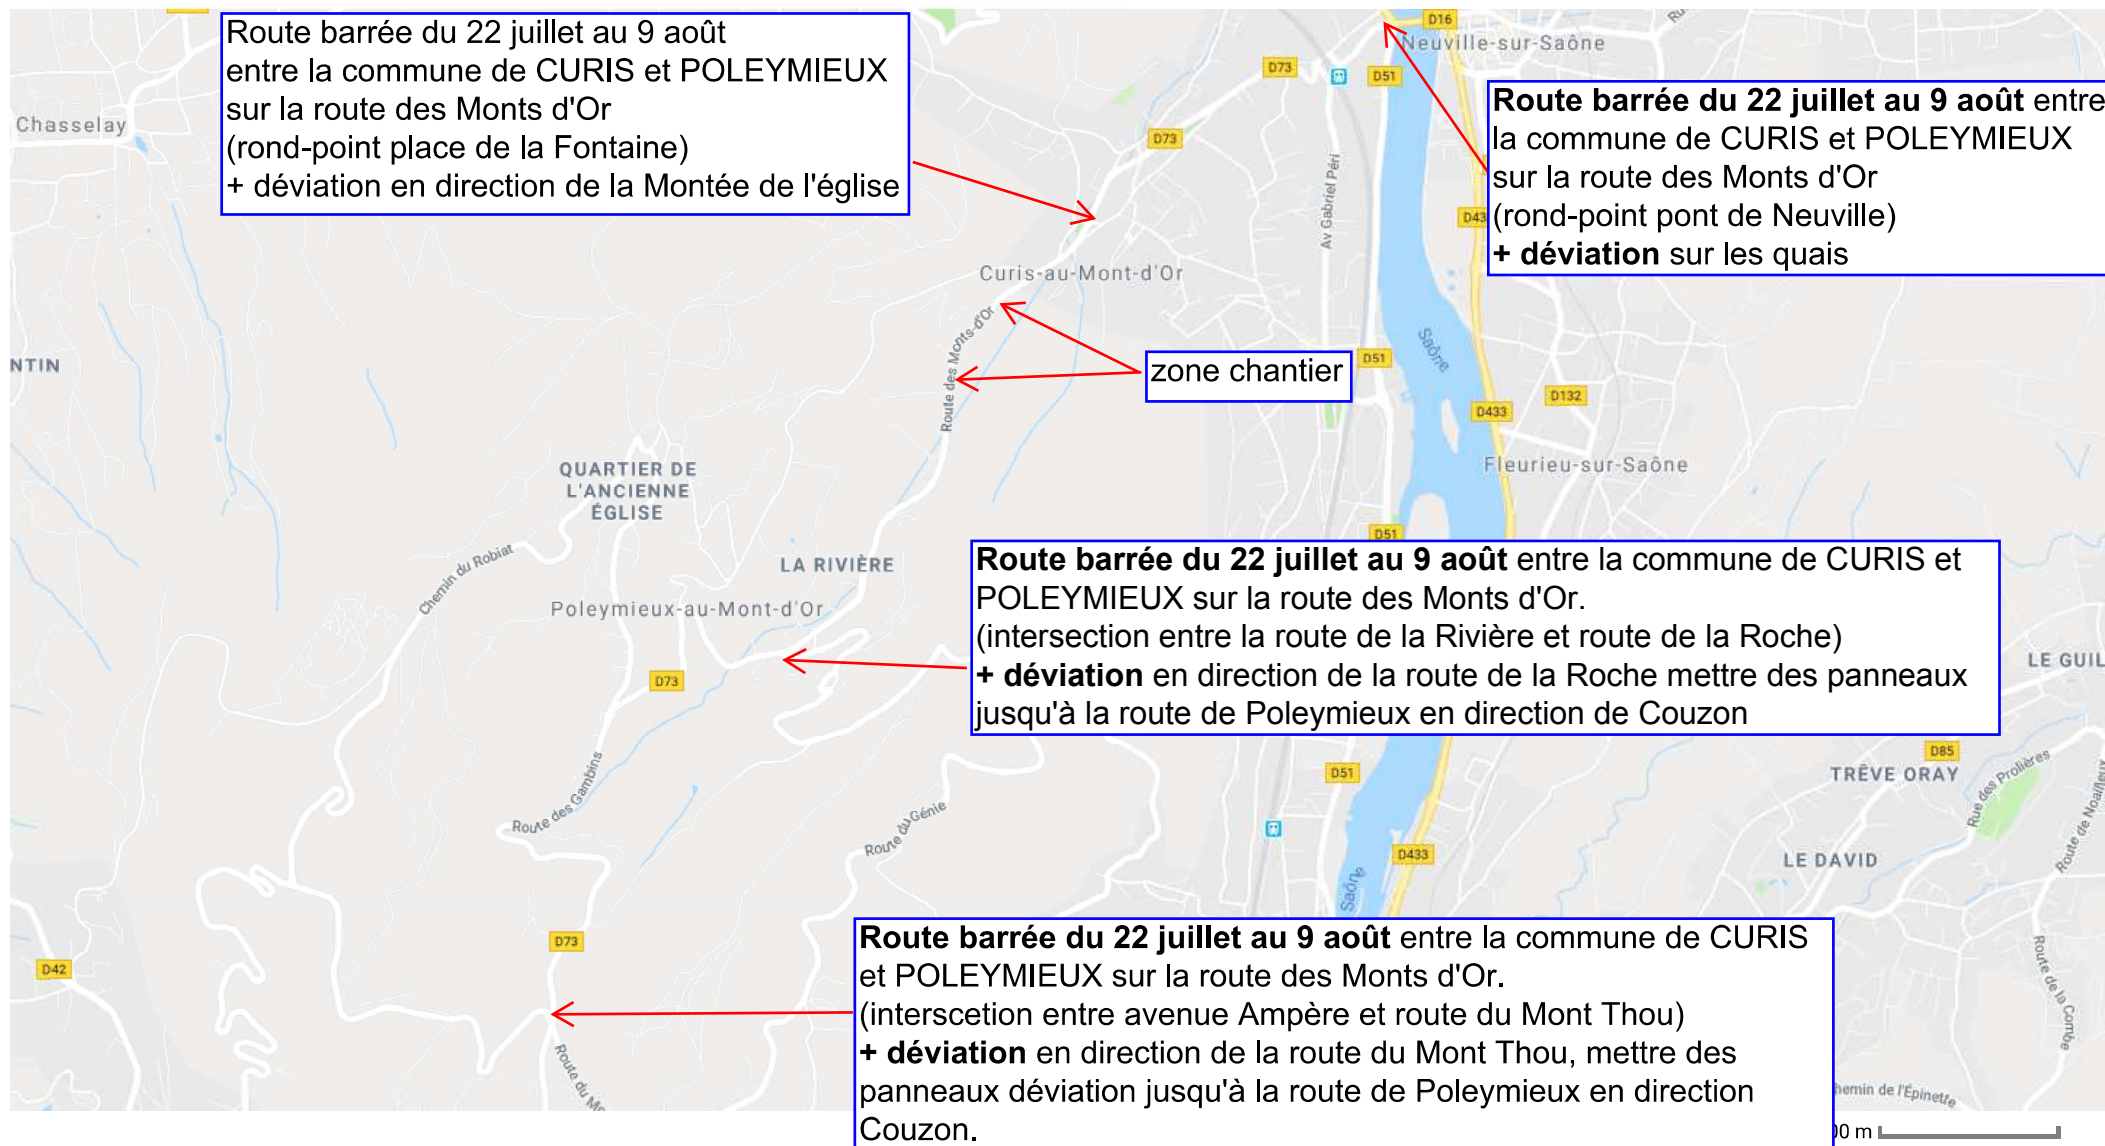 Route barrée du 22 juillet au 9 août
entre la commune de CURIS et POLEYMIEUX
sur la route des Monts d'Or
(rond-point place de la Fontaine)
+ déviation en direction de la Montée de l'église
D16
Neuville-sur-Saône
D73
D51
Route barrée du 22 juillet au 9 août entre
la commune de CURIS et POLEYMIEUX
sur la route des Monts d'Or
(rond-point pont de Neuville)
+ déviation sur les quais
Chasselay
D73
Av Gabriel Péri
Curis-au-Mont-d'Or
Route des Monts-d'Or
zone chantier
D51
Saône
NTIN
D433
D132
Fleurieu-sur-Saône
QUARTIER DE
L'ANCIENNE
ÉGLISE
D51
Chemin du Robiat
LA RIVIÈRE
Poleymieux-au-Mont-d'Or
Route barrée du 22 juillet au 9 août entre la commune de CURIS et
POLEYMIEUX sur la route des Monts d'Or.
(intersection entre la route de la Rivière et route de la Roche)
+ déviation en direction de la route de la Roche mettre des panneaux
jusqu'à la route de Poleymieux en direction de Couzon
LE GUIL
D73
D51
D85
TRÊVE ORAY
Rue des Prolières
Route de Noailleux
Route des Gambins
Route du Génie
D433
LE DAVID
Saône
D73
D42
Route barrée du 22 juillet au 9 août entre la commune de CURIS
et POLEYMIEUX sur la route des Monts d'Or.
(interscetion entre avenue Ampère et route du Mont Thou)
+ déviation en direction de la route du Mont Thou, mettre des
panneaux déviation jusqu'à la route de Poleymieux en direction
Couzon.
Route de la Combe
Route du Mo
hemin de l'Épinette
00 m